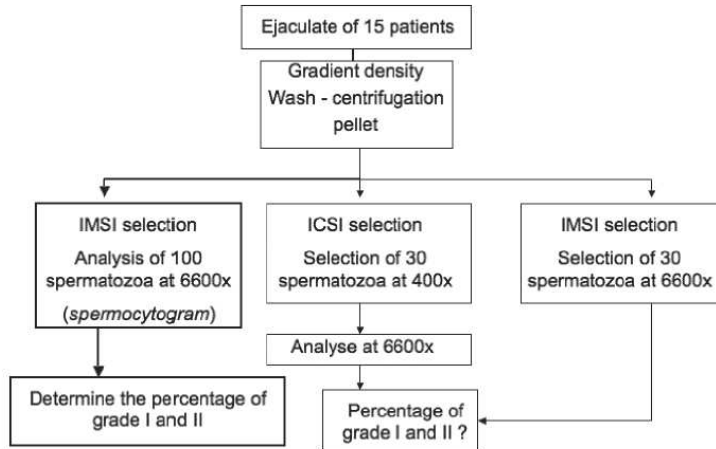 Ejaculate of 15 patients
Gradient density
Wash - centrifugation
pellet
IMSI selection
Analysis of 100
spermatozoa at 6600x
(spermocytogram)
ICSI selection
Selection of 30
spermatozoa at 400x
IMSI selection
Selection of 30
spermatozoa at 6600x
Analyse at 6600x
Determine the percentage of
grade I and II
Percentage of
grade I and II ?